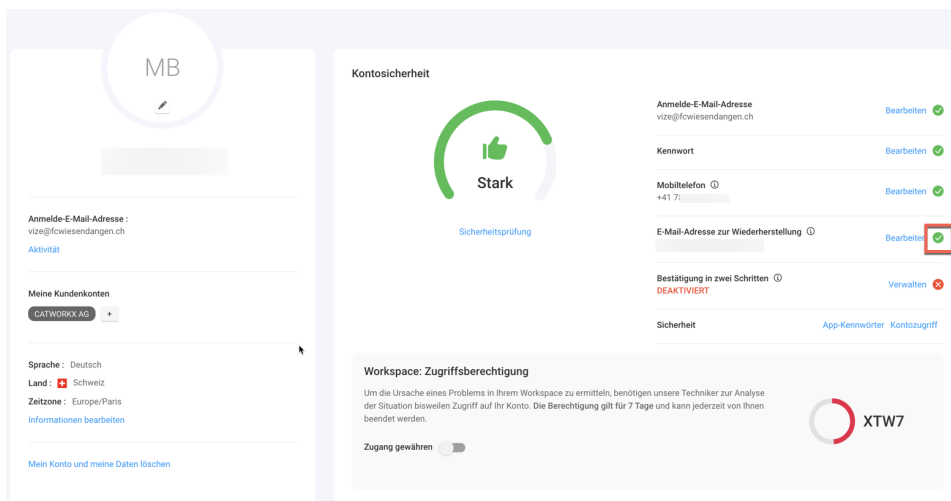 MB
Anmelde-E-Mail-Adresse :
vize@fcwiesendangen.ch
Aktivität
Meine Kundenkonten
CATWORKX AG +
Sprache : Deutsch
Land : Schweiz
Zeitzone : Europe/Paris
Informationen bearbeiten
Mein Konto und meine Daten löschen
Kontosicherheit
Stark
Sicherheitsprüfung
Anmelde-E-Mail-Adresse
vize@fcwiesendangen.ch
Bearbeiten
Kennwort
Bearbeiten
Mobiltelefon
+41 7
Bearbeiten
E-Mail-Adresse zur Wiederherstellung
Bearbeiten
Bestätigung in zwei Schritten
DEAKTIVIERT
Verwalten
Sicherheit
App-Kennwörter Kontozugriff
Workspace: Zugriffsberechtigung
Um die Ursache eines Problems in Ihrem Workspace zu ermitteln, benötigen unsere Techniker zur Analyse
der Situation bisweilen Zugriff auf Ihr Konto. Die Berechtigung gilt für 7 Tage und kann jederzeit von Ihnen
beendet werden.
Zugang gewähren
XTW7